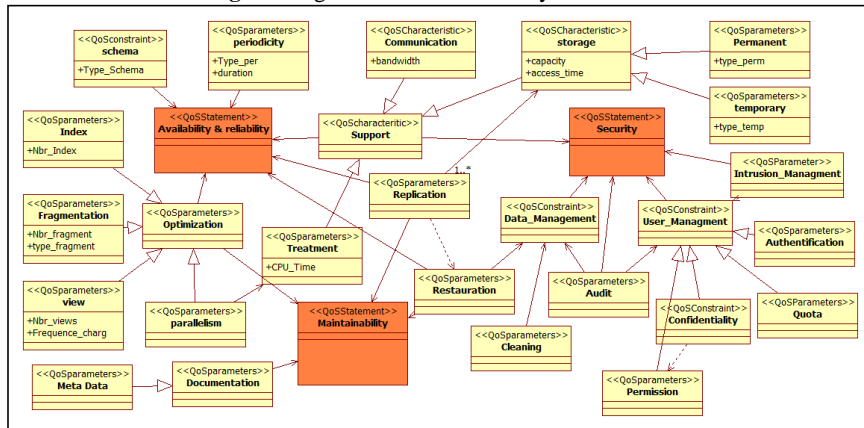 <<QoSconstraint>>
schema
+Type_Schema
<<QoSparameters>>
periodicity
+Type_per
+duration
<<QoSCharacteristic>>
Communication
+bandwidth
<<QoSCharacteristic>>
storage
+capacity
+access_time
<<QoSparameters>>
Permanent
+type_perm
<<QoSparameters>>
temporary
+type_temp
<<QoSparameters>>
Index
+Nbr_Index
<<QoSStatement>>
Availability & reliability
<<QoScharacteritic>>
Support
<<QoSStatement>>
Security
<<QoSParameter>>
Intrusion_Managment
<<QoSparameters>>
Fragmentation
+Nbr_fragment
+type_fragment
<<QoSparameters>>
Optimization
<<QoSparameters>>
Replication
1..*
<<QoSConstraint>>
Data_Management
<<QoSConstraint>>
User_Managment
<<QoSparameters>>
Authentification
<<QoSparameters>>
Treatment
+CPU_Time
<<QoSparameters>>
view
+Nbr_views
+Frequence_charg
<<QoSparameters>>
parallelism
<<QoSStatement>>
Maintainability
<<QoSparameters>>
Restauration
<<QoSparameters>>
Audit
<<QoSConstraint>>
Confidentiality
<<QoSParameters>>
Quota
<<QoSparameters>>
Cleaning
<<QoSparameters>>
Meta Data
<<QoSparameters>>
Documentation
<<QoSparameters>>
Permission